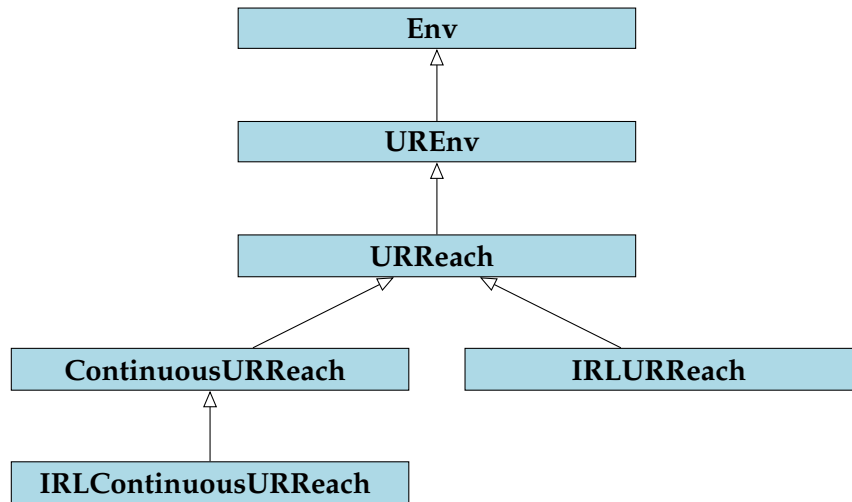 Env
UREnv
URReach
ContinuousURReach
IRLURReach
IRLContinuousURReach